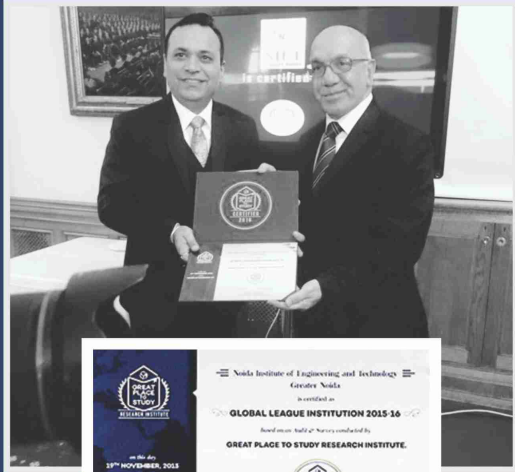 NIET
is certified
CERTIFIED
2016
GREAT
PLACE
TO
STUDY
RESEARCH INSTITUTE
on this day
19TH NOVEMBER, 2015
Noida Institute of Engineering and Technology
Greater Noida
is certified as
GLOBAL LEAGUE INSTITUTION 2015-16
based on an Audit & Survey conducted by
GREAT PLACE TO STUDY RESEARCH INSTITUTE.